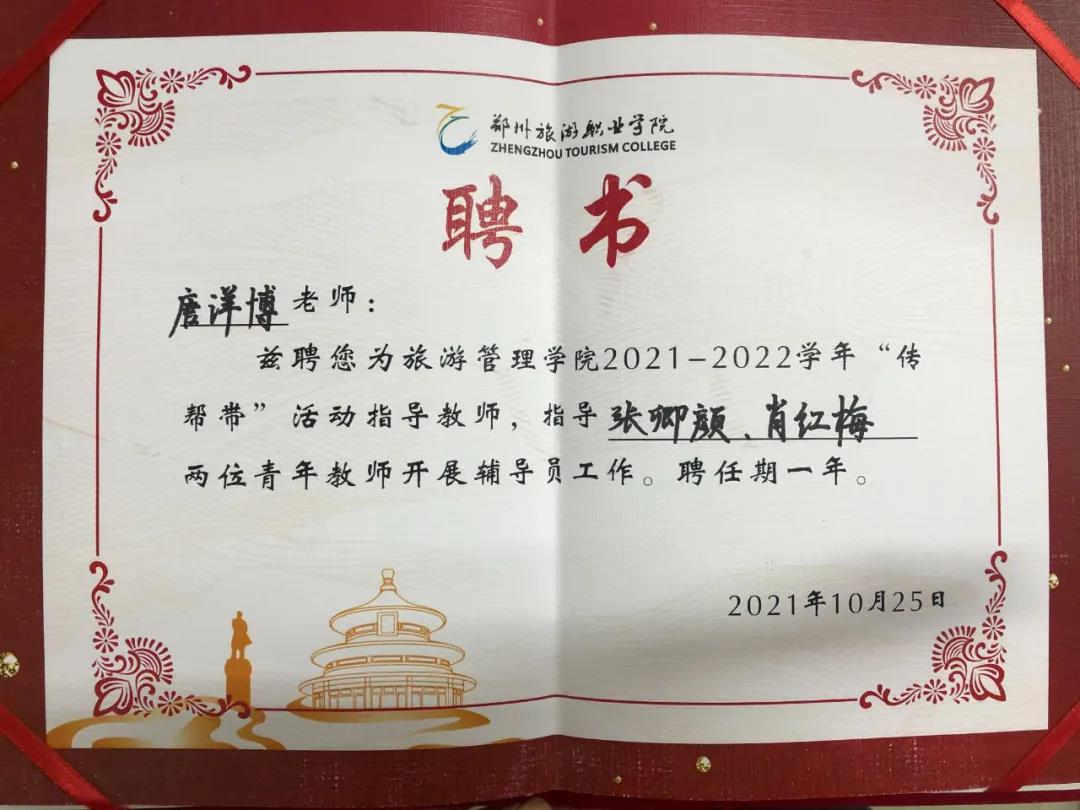 郑州旅游职业学院
ZHENGZHOU TOURISM COLLEGE
聘书
唐洋博老师：
兹聘您为旅游管理学院2021-2022学年“传
帮带”活动指导教师，指导张卿颜、肖红梅
两位青年教师开展辅导员工作。聘任期一年。
2021年10月25日